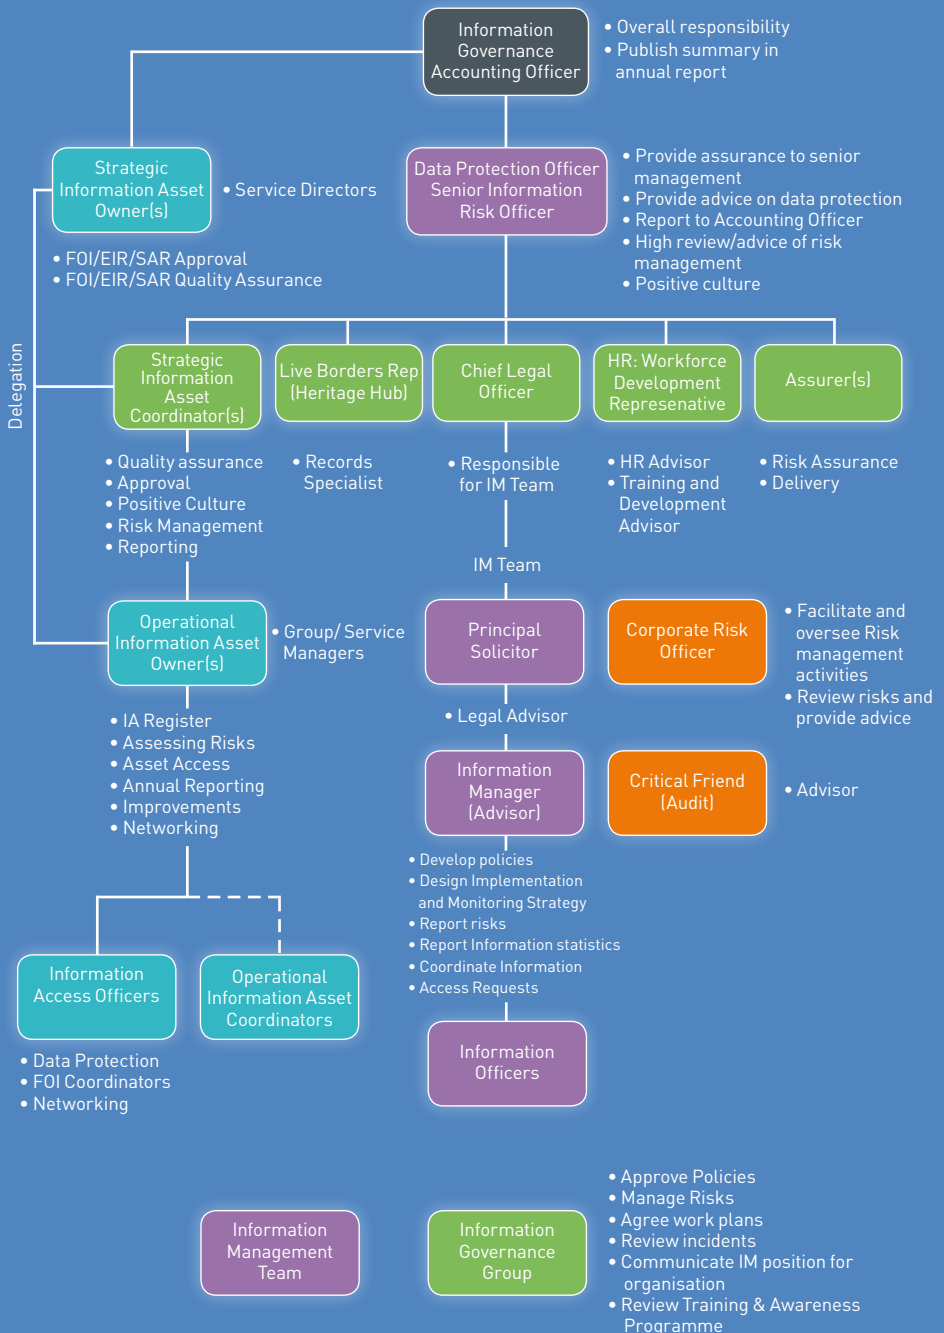 Information
Governance
Accounting Officer
• Overall responsibility
• Publish summary in
annual report
Strategic
Information Asset
Owner(s)
• Service Directors
• FOI/EIR/SAR Approval
• FOI/EIR/SAR Quality Assurance
Data Protection Officer
Senior Information
Risk Officer
• Provide assurance to senior
management
• Provide advice on data protection
• Report to Accounting Officer
• High review/advice of risk
management
• Positive culture
Delegation
Strategic
Information
Asset
Coordinator(s)
Live Borders Rep
(Heritage Hub)
Chief Legal
Officer
HR: Workforce
Development
Represenative
Assurer(s)
• Quality assurance
• Approval
• Positive Culture
• Risk Management
• Reporting
• Records
Specialist
• Responsible
for IM Team
• HR Advisor
• Training and
Development
Advisor
• Risk Assurance
• Delivery
IM Team
Operational
Information Asset
Owner(s)
• Group/ Service
Managers
Principal
Solicitor
Corporate Risk
Officer
• Facilitate and
oversee Risk
management
activities
• Review risks and
provide advice
• IA Register
• Assessing Risks
• Asset Access
• Annual Reporting
• Improvements
• Networking
• Legal Advisor
Information
Manager
(Advisor)
Critical Friend
(Audit)
• Advisor
• Develop policies
• Design Implementation
and Monitoring Strategy
• Report risks
• Report Information statistics
• Coordinate Information
• Access Requests
Information
Access Officers
Operational
Information Asset
Coordinators
• Data Protection
• FOI Coordinators
• Networking
Information
Officers
Information
Management
Team
Information
Governance
Group
• Approve Policies
• Manage Risks
• Agree work plans
• Review incidents
• Communicate IM position for
organisation
• Review Training & Awareness
Programme